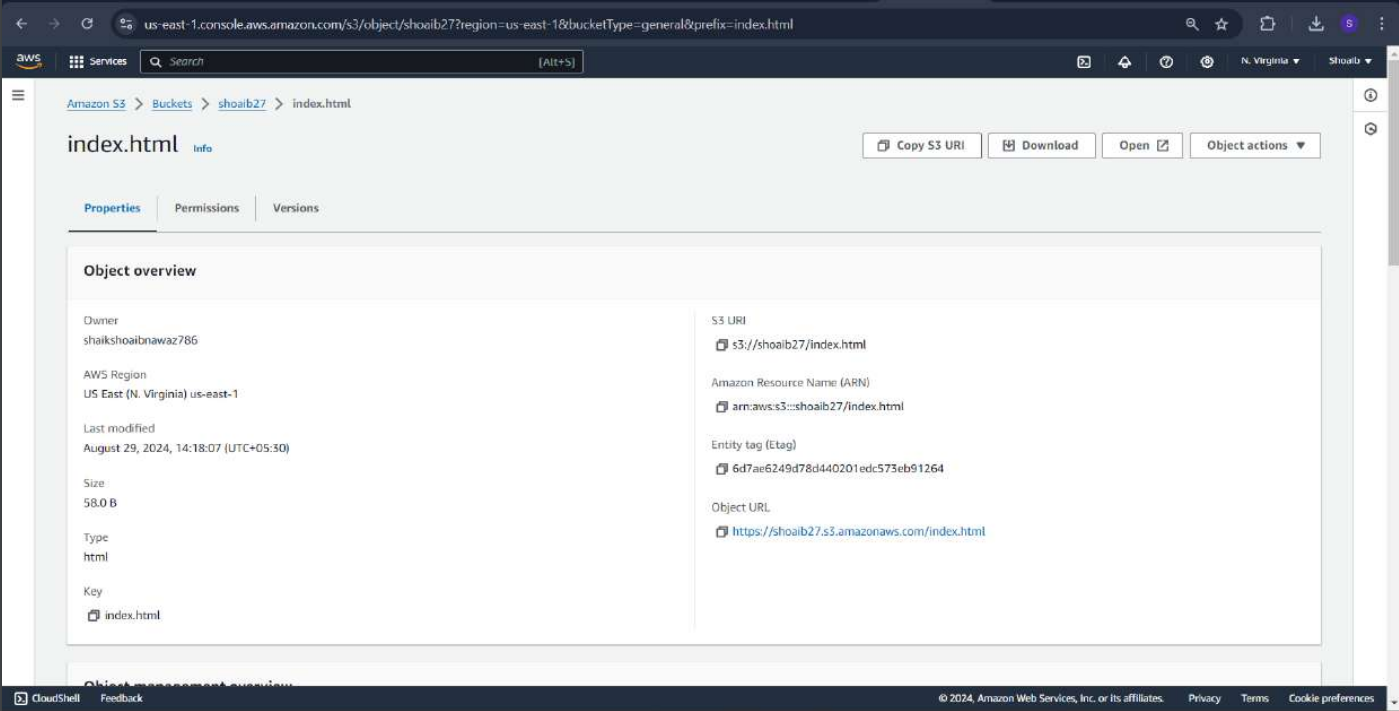 us-east-1.console.aws.amazon.com/s3/object/shoaib27?region=us-east-1&bucketType=general&prefix=index.html
S
aws Services Search [Alt+S] N. Virginia Shoaib
Amazon S3 > Buckets > shoaib27 > index.html
index.html Info
Copy S3 URI Download Open Object actions
Properties Permissions Versions
Object overview
Owner
shaikshoaibnawaz786
AWS Region
US East (N. Virginia) us-east-1
Last modified
August 29, 2024, 14:18:07 (UTC+05:30)
Size
58.0 B
Type
html
Key
index.html
S3 URI
s3://shoaib27/index.html
Amazon Resource Name (ARN)
arn:aws:s3:::shoaib27/index.html
Entity tag (Etag)
6d7ae6249d78d440201edc573eb91264
Object URL
https://shoaib27.s3.amazonaws.com/index.html
Object management overview
CloudShell Feedback © 2024, Amazon Web Services, Inc. or its affiliates. Privacy Terms Cookie preferences